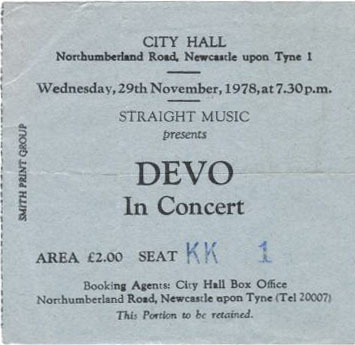 CITY HALL
Northumberland Road, Newcastle upon Tyne 1
Wednesday, 29th November, 1978, at 7.30 p.m.
STRAIGHT MUSIC
presents
DEVO
In Concert
AREA £2.00 SEAT KK 1
Booking Agents: City Hall Box Office
Northumberland Road, Newcastle upon Tyne (Tel 20007)
This Portion to be retained.
SMITH PRINT GROUP